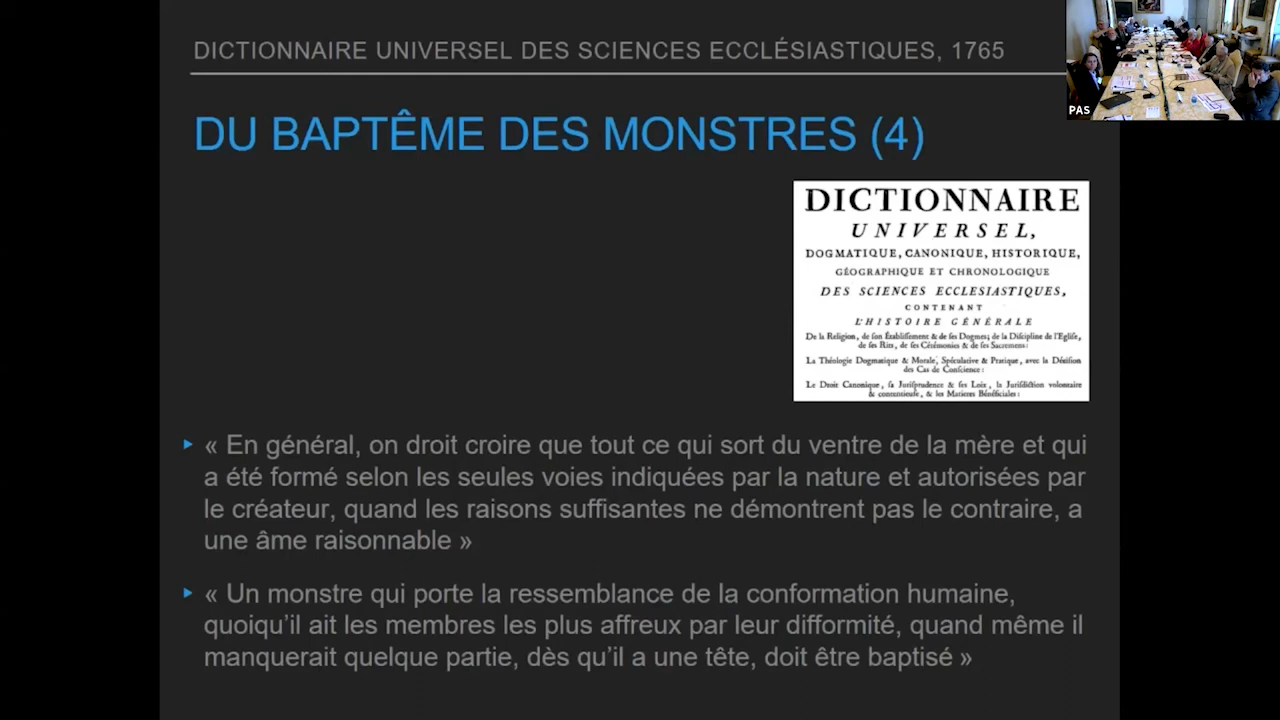 DICTIONNAIRE UNIVERSEL DES SCIENCES ECCLÉSIASTIQUES, 1765
PAS
DU BAPTÊME DES MONSTRES (4)
DICTIONNAIRE
UNIVERSEL,
DOGMATIQUE, CANONIQUE, HISTORIQUE,
GÉOGRAPHIQUE ET CHRONOLOGIQUE
DES SCIENCES ECCLESIASTIQUES,
CONTENANT
L'HISTOIRE GÉNÉRALE
De la Religion, de son Établissement & de ses Dogmes; de la Discipline de l'Eglise,
de ses Rits, de ses Cérémonies & de ses Sacremens:
La Théologie Dogmatique & Morale, Spéculative & Pratique, avec la Décision
des Cas de Conscience:
Le Droit Canonique, sa Jurisprudence & ses Loix, la Jurisdiction volontaire
& contentieuse, & les Matieres Bénéficiales:
« En général, on droit croire que tout ce qui sort du ventre de la mère et qui
a été formé selon les seules voies indiquées par la nature et autorisées par
le créateur, quand les raisons suffisantes ne démontrent pas le contraire, a
une âme raisonnable »
« Un monstre qui porte la ressemblance de la conformation humaine,
quoiqu'il ait les membres les plus affreux par leur difformité, quand même il
manquerait quelque partie, dès qu'il a une tête, doit être baptisé »